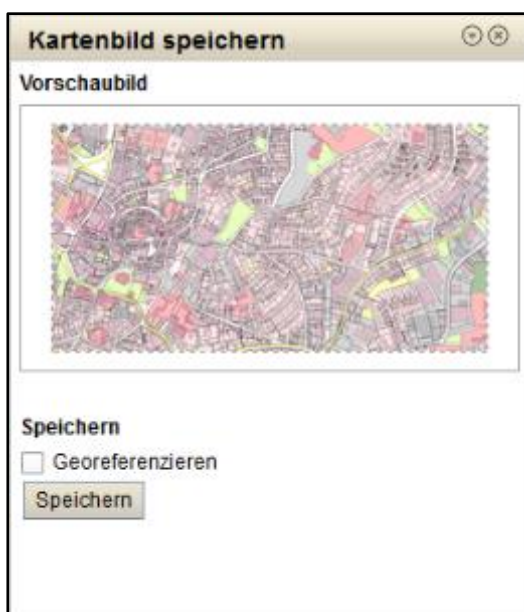 Kartenbild speichern
Vorschaubild
Speichern
Georeferenzieren
Speichern